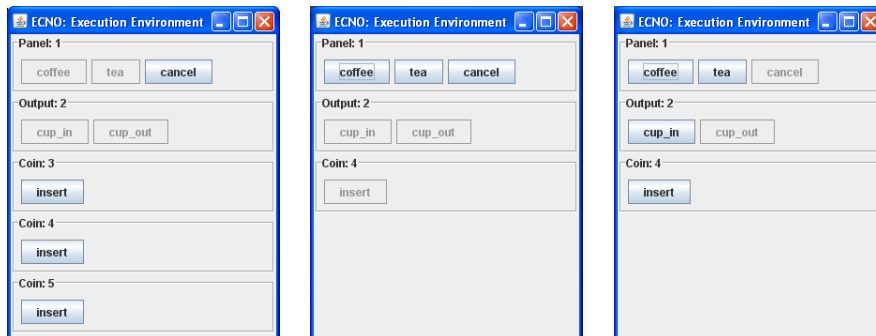 ECNO: Execution Environment
Panel: 1
coffee tea cancel
Output: 2
cup_in cup_out
Coin: 3
insert
Coin: 4
insert
Coin: 5
insert
ECNO: Execution Environment
Panel: 1
coffee tea cancel
Output: 2
cup_in cup_out
Coin: 4
insert
ECNO: Execution Environment
Panel: 1
coffee tea cancel
Output: 2
cup_in cup_out
Coin: 4
insert